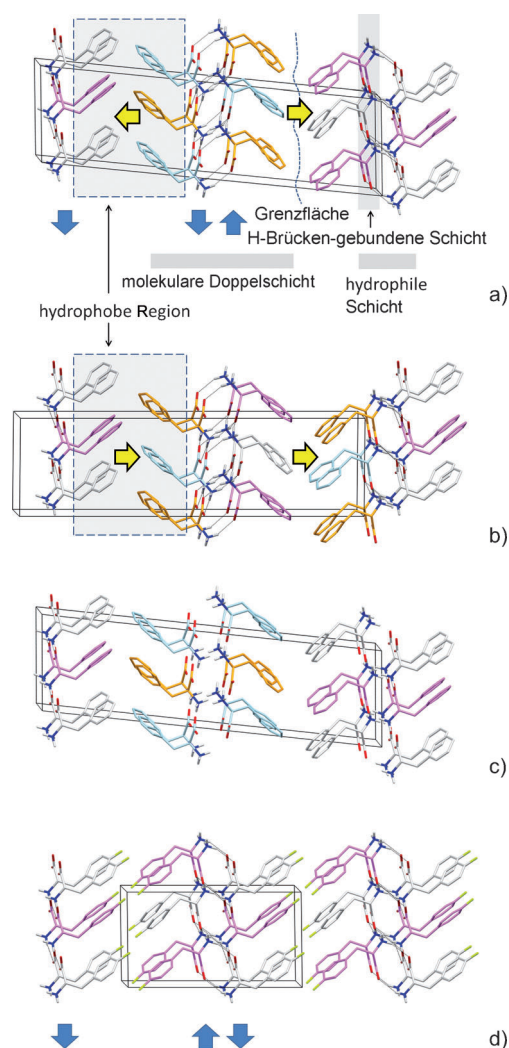 a)
Grenzfläche
H-Brücken-gebundene Schicht
molekulare Doppelschicht
hydrophile
Schicht
hydrophobe Region
b)
c)
d)